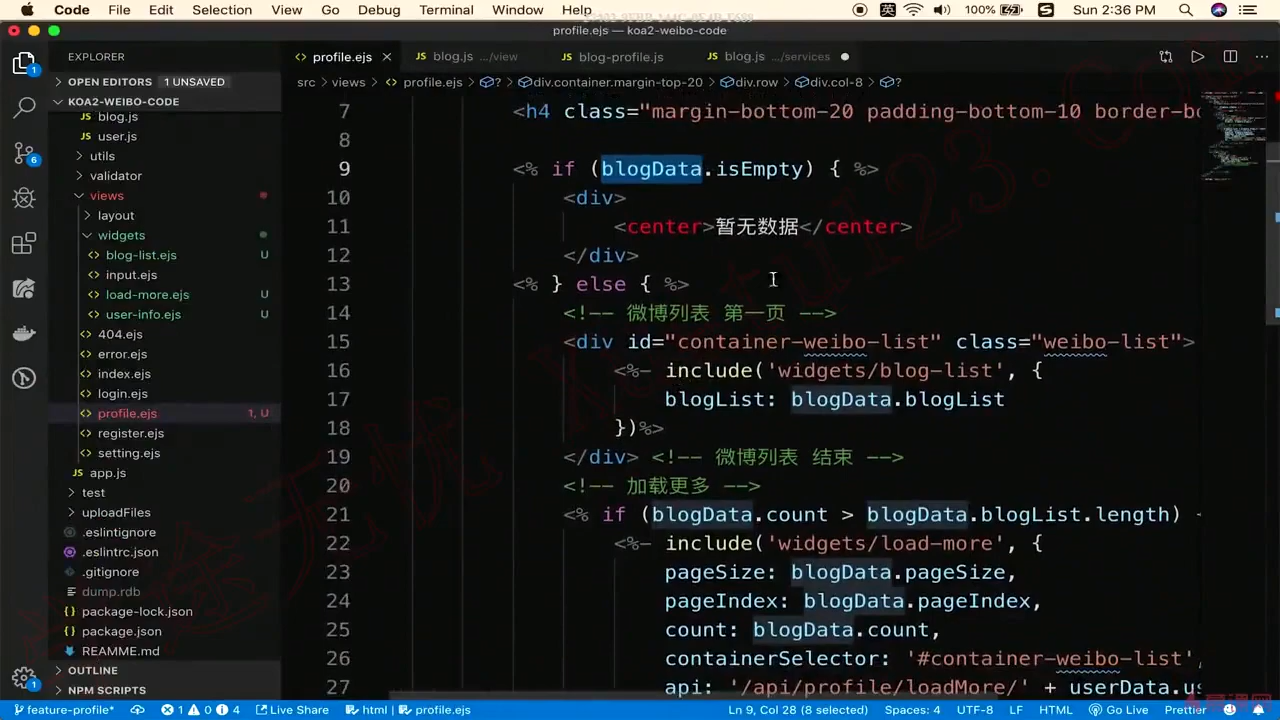 Code File Edit Selection View Go Debug Terminal Window Help 英 100% Sun 2:36 PM
profile.ejs — koa2-weibo-code
EXPLORER
profile.ejs
blog.js .../view
blog-profile.js
blog.js .../services
OPEN EDITORS 1 UNSAVED
src > views > profile.ejs > ? > div.container.margin-top-20 > div.row > div.col-8 > ?
KOA2-WEIBO-CODE
blog.js
user.js
utils
validator
views
layout
widgets
blog-list.ejs U
input.ejs
load-more.ejs U
user-info.ejs U
404.ejs
error.ejs
index.ejs
login.ejs
profile.ejs 1, U
register.ejs
setting.ejs
app.js
test
uploadFiles
.eslintignore
.eslintrc.json
.gitignore
dump.rdb
package-lock.json
package.json
REAMME.md
OUTLINE
NPM SCRIPTS
7 <h4 class="margin-bottom-20 padding-bottom-10 border-bo
8
9 <% if (blogData.isEmpty) { %>
10 <div>
11 <center>暂无数据</center>
12 </div>
13 <% } else { %>
14 <!-- 微博列表 第一页 -->
15 <div id="container-weibo-list" class="weibo-list">
16 <%- include('widgets/blog-list', {
17 blogList: blogData.blogList
18 })%>
19 </div> <!-- 微博列表 结束 -->
20 <!-- 加载更多 -->
21 <% if (blogData.count > blogData.blogList.length)
22 <%- include('widgets/load-more', {
23 pageSize: blogData.pageSize,
24 pageIndex: blogData.pageIndex,
25 count: blogData.count,
26 containerSelector: '#container-weibo-list',
27 api: '/api/profile/loadMore/' + userData.us
1
6
1
feature-profile* 1 0 4 Live Share html profile.ejs Ln 9, Col 28 (8 selected) Spaces: 4 UTF-8 LF HTML Go Live Prettier